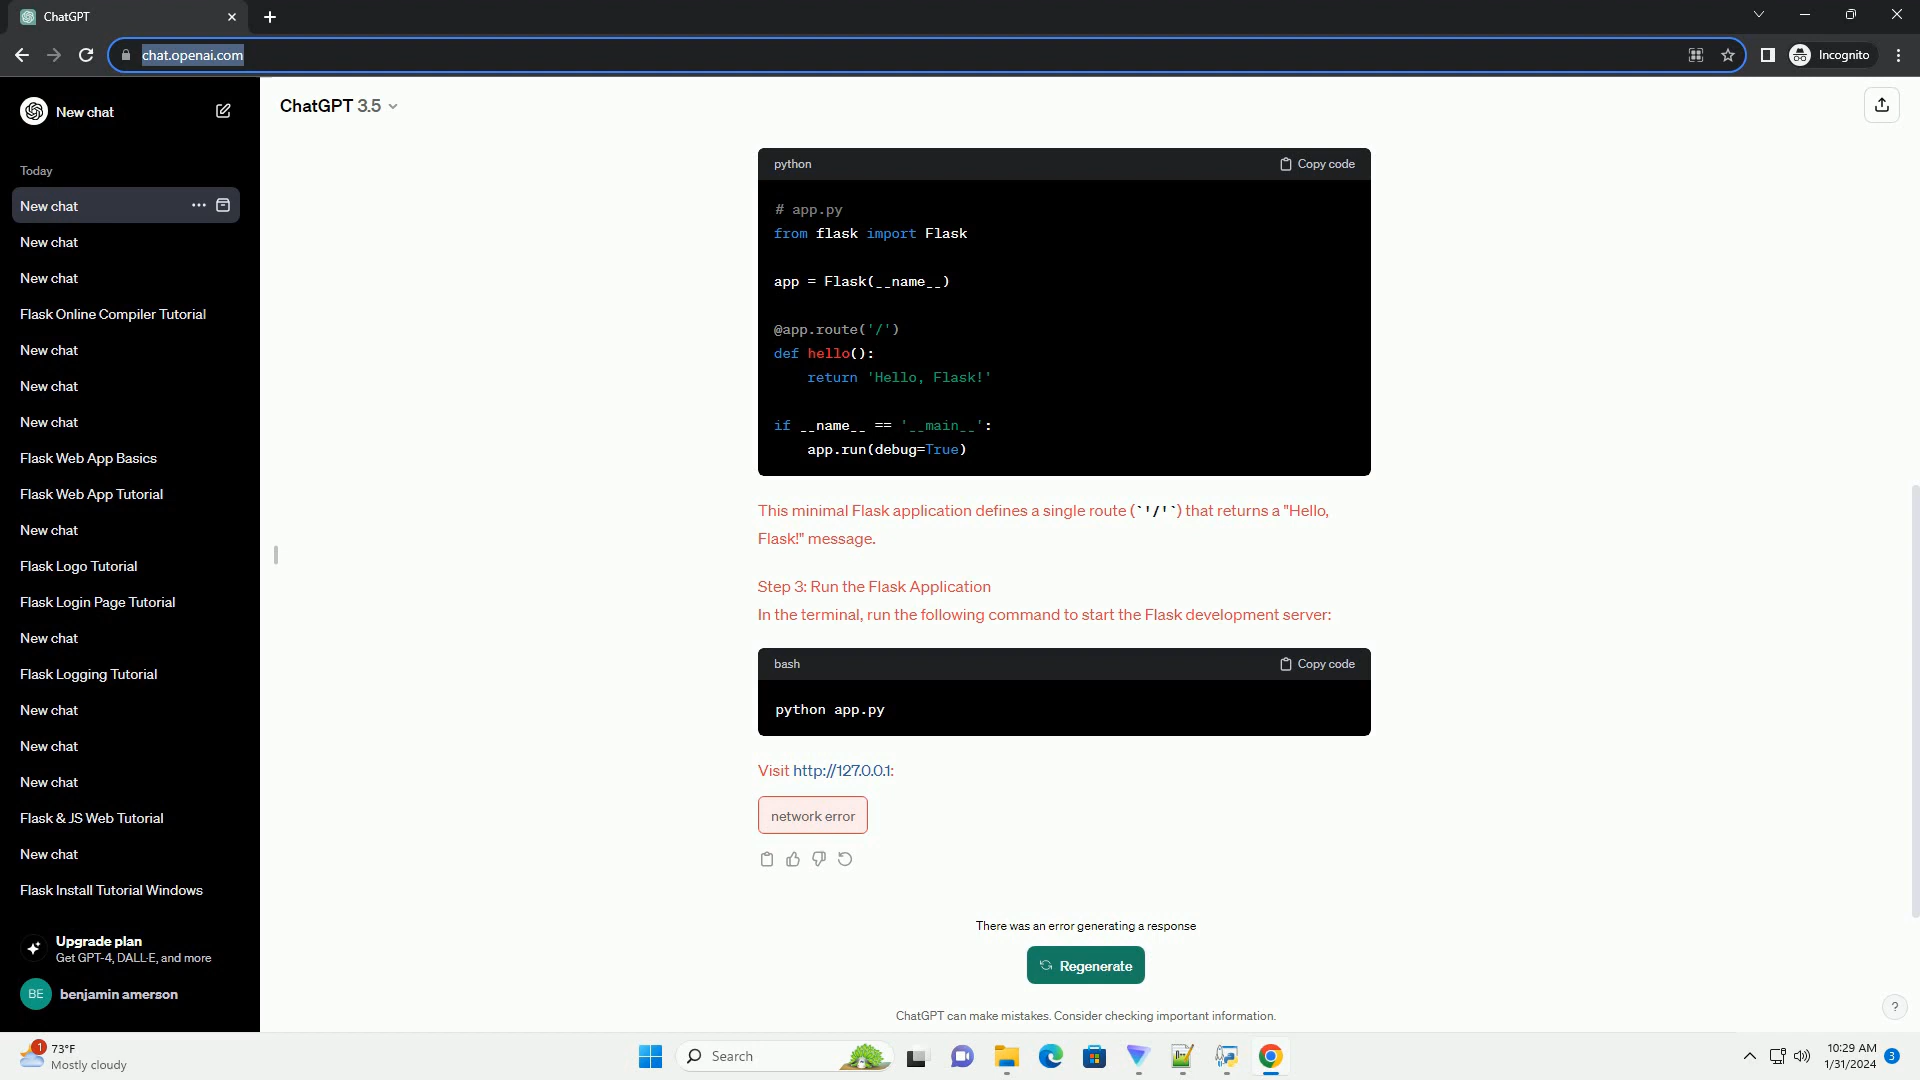 ChatGPT
chat.openai.com
Incognito
New chat
Today
New chat
New chat
New chat
Flask Online Compiler Tutorial
New chat
New chat
New chat
Flask Web App Basics
Flask Web App Tutorial
New chat
Flask Logo Tutorial
Flask Login Page Tutorial
New chat
Flask Logging Tutorial
New chat
New chat
New chat
Flask & JS Web Tutorial
New chat
Flask Install Tutorial Windows
Upgrade plan
Get GPT-4, DALL·E, and more
BE benjamin amerson
ChatGPT 3.5
python Copy code
# app.py
from flask import Flask
app = Flask(__name__)
@app.route('/')
def hello():
    return 'Hello, Flask!'
if __name__ == '__main__':
    app.run(debug=True)
This minimal Flask application defines a single route (`'/'`) that returns a "Hello,
Flask!" message.
Step 3: Run the Flask Application
In the terminal, run the following command to start the Flask development server:
bash Copy code
python app.py
Visit http://127.0.0.1:
network error
There was an error generating a response
Regenerate
ChatGPT can make mistakes. Consider checking important information.
?
1
73°F
Mostly cloudy
Search
10:29 AM
1/31/2024
3